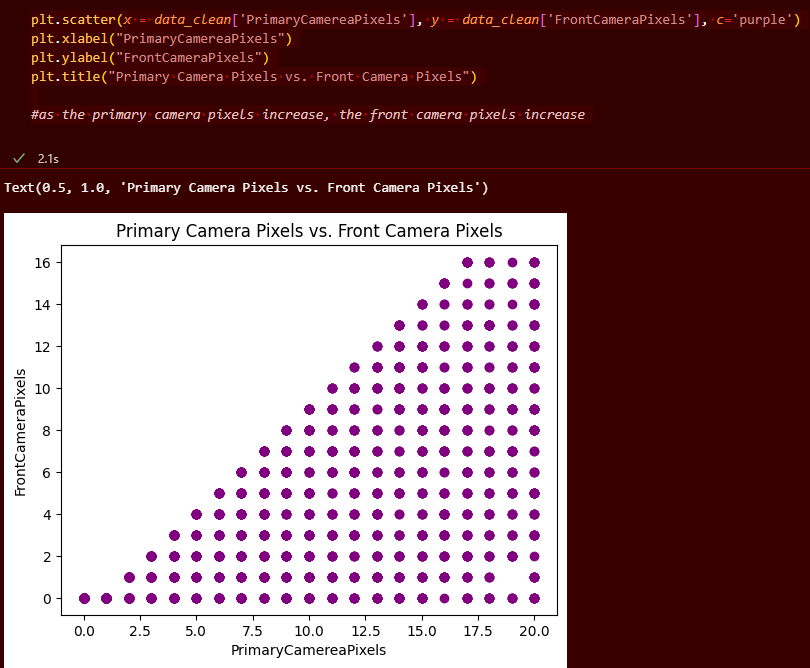 plt.scatter(x = data_clean['PrimaryCameraPixels'], y = data_clean['FrontCameraPixels'], c='purple')
plt.xlabel("PrimaryCamereaPixels")
plt.ylabel("FrontCameraPixels")
plt.title("Primary Camera Pixels vs. Front Camera Pixels")
#as the primary camera pixels increase, the front camera pixels increase
2.1s
Text(0.5, 1.0, 'Primary Camera Pixels vs. Front Camera Pixels')
Primary Camera Pixels vs. Front Camera Pixels
16
14
12
10
8
6
4
2
0
FrontCameraPixels
0.0 2.5 5.0 7.5 10.0 12.5 15.0 17.5 20.0
PrimaryCamereaPixels